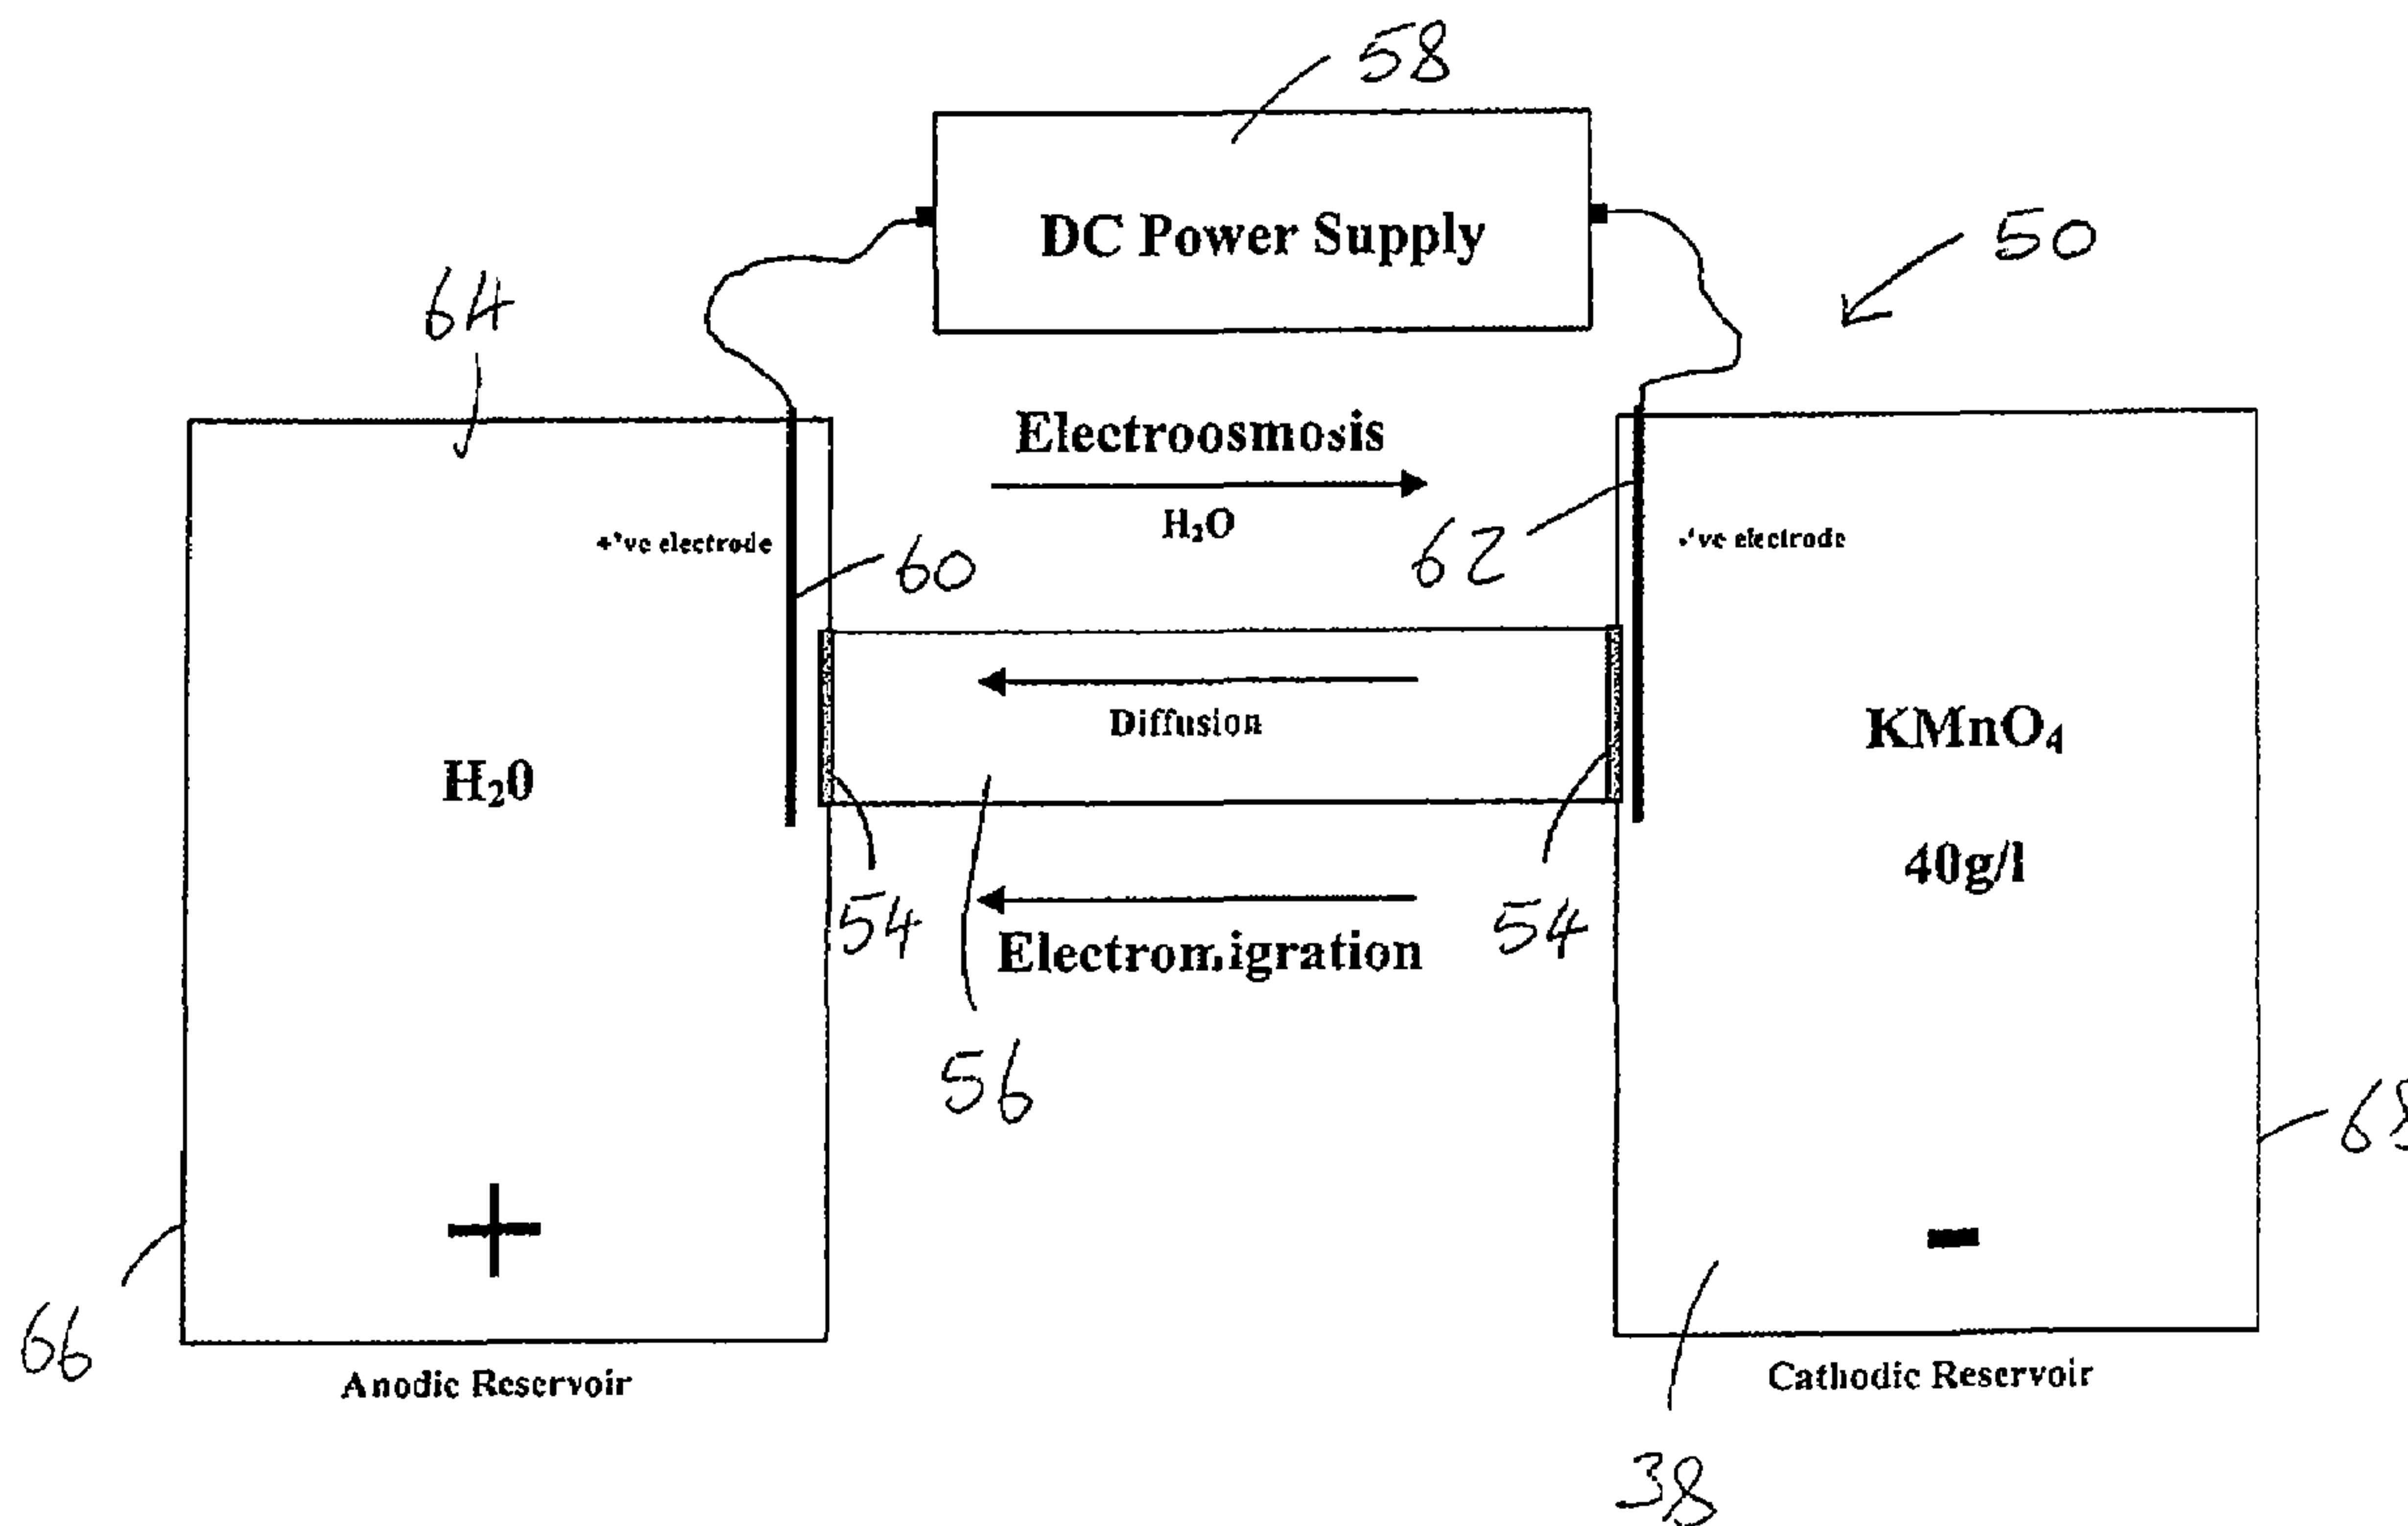 58
DC Power Supply
50
64
Electroosmosis
H₂O
+'ve electrode
60
62
-'ve electrode
Diffusion
H₂0
KMnO₄
40g/l
54
54
Electromigration
56
68
66
Anodic Reservoir
Cathodic Reservoir
38